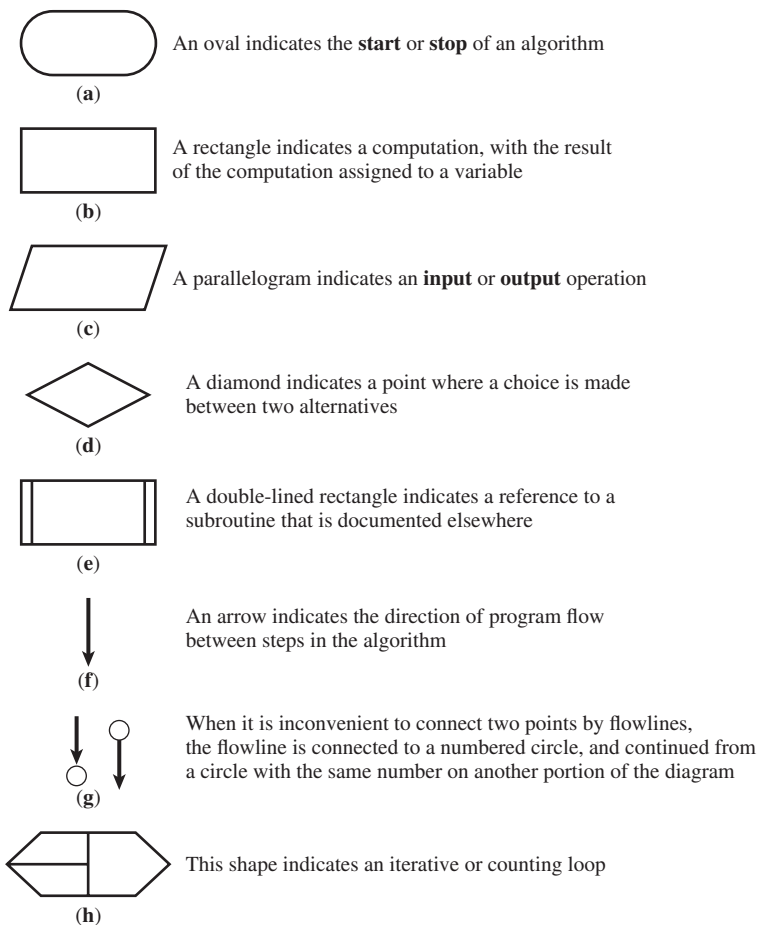 An oval indicates the start or stop of an algorithm
(a)
A rectangle indicates a computation, with the result
of the computation assigned to a variable
(b)
A parallelogram indicates an input or output operation
(c)
A diamond indicates a point where a choice is made
between two alternatives
(d)
A double-lined rectangle indicates a reference to a
subroutine that is documented elsewhere
(e)
An arrow indicates the direction of program flow
between steps in the algorithm
(f)
When it is inconvenient to connect two points by flowlines,
the flowline is connected to a numbered circle, and continued from
a circle with the same number on another portion of the diagram
(g)
This shape indicates an iterative or counting loop
(h)